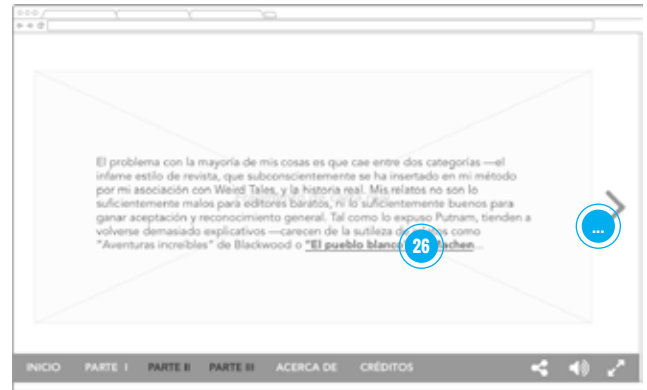 El problema con la mayoría de mis cosas es que cae entre dos categorías —el
infame estilo de revista, que subconscientemente se ha insertado en mi método
por mi asociación con Weird Tales, y la historia real. Mis relatos no son lo
suficientemente malos para editores baratos, ni lo suficientemente buenos para
ganar aceptación y reconocimiento general. Tal como lo expuso Putnam, tienden a
volverse demasiado explicativos —carecen de la sutileza de como
"Aventuras increíbles" de Blackwood o "El pueblo blanco" Machen...
26
...
INICIO PARTE I PARTE II PARTE III ACERCA DE CRÉDITOS